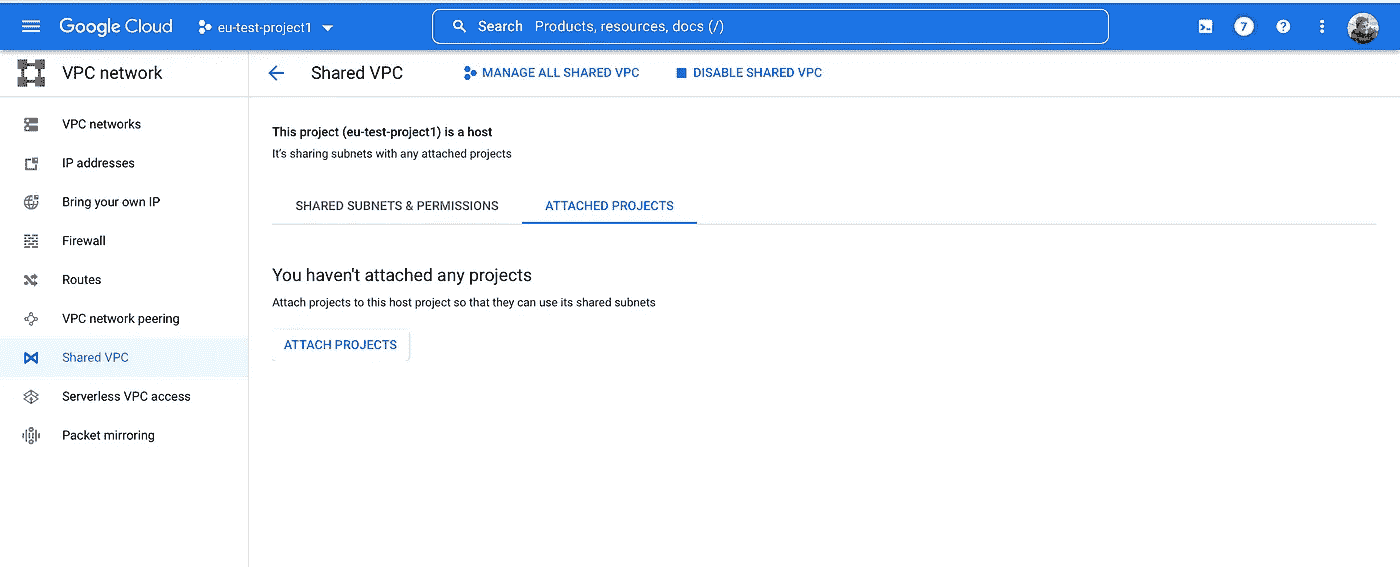 Google Cloud eu-test-project1 Search Products, resources, docs (/) 7 ?
VPC network Shared VPC MANAGE ALL SHARED VPC DISABLE SHARED VPC
VPC networks
IP addresses
Bring your own IP
Firewall
Routes
VPC network peering
Shared VPC
Serverless VPC access
Packet mirroring
This project (eu-test-project1) is a host
It's sharing subnets with any attached projects
SHARED SUBNETS & PERMISSIONS ATTACHED PROJECTS
You haven't attached any projects
Attach projects to this host project so that they can use its shared subnets
ATTACH PROJECTS